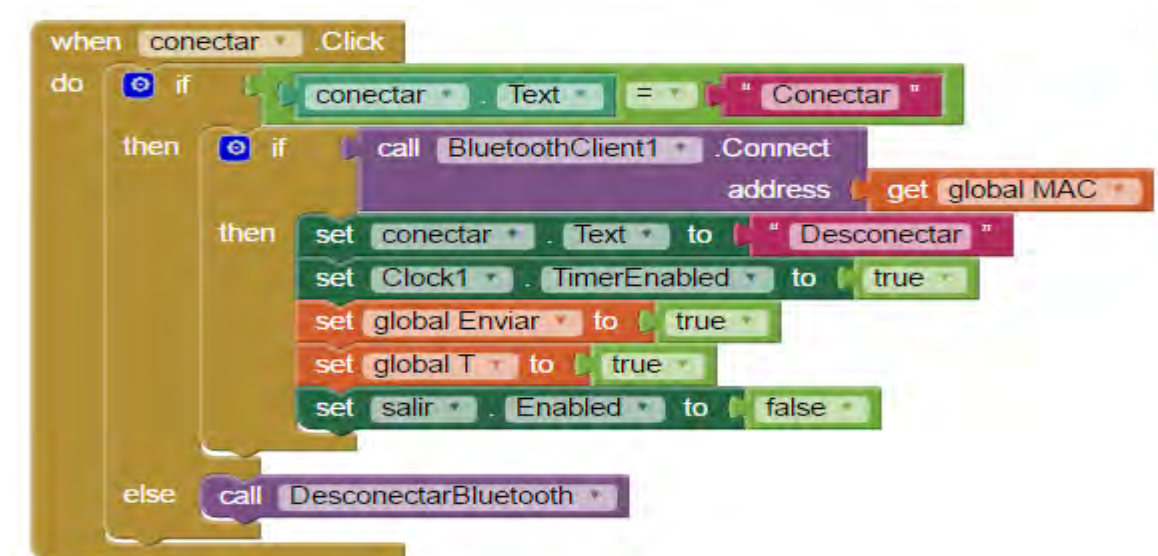 when conectar .Click
do if conectar . Text = " Conectar "
then if call BluetoothClient1 .Connect
address get global MAC
then set conectar . Text to " Desconectar "
set Clock1 . TimerEnabled to true
set global Enviar to true
set global T to true
set salir . Enabled to false
else call DesconectarBluetooth